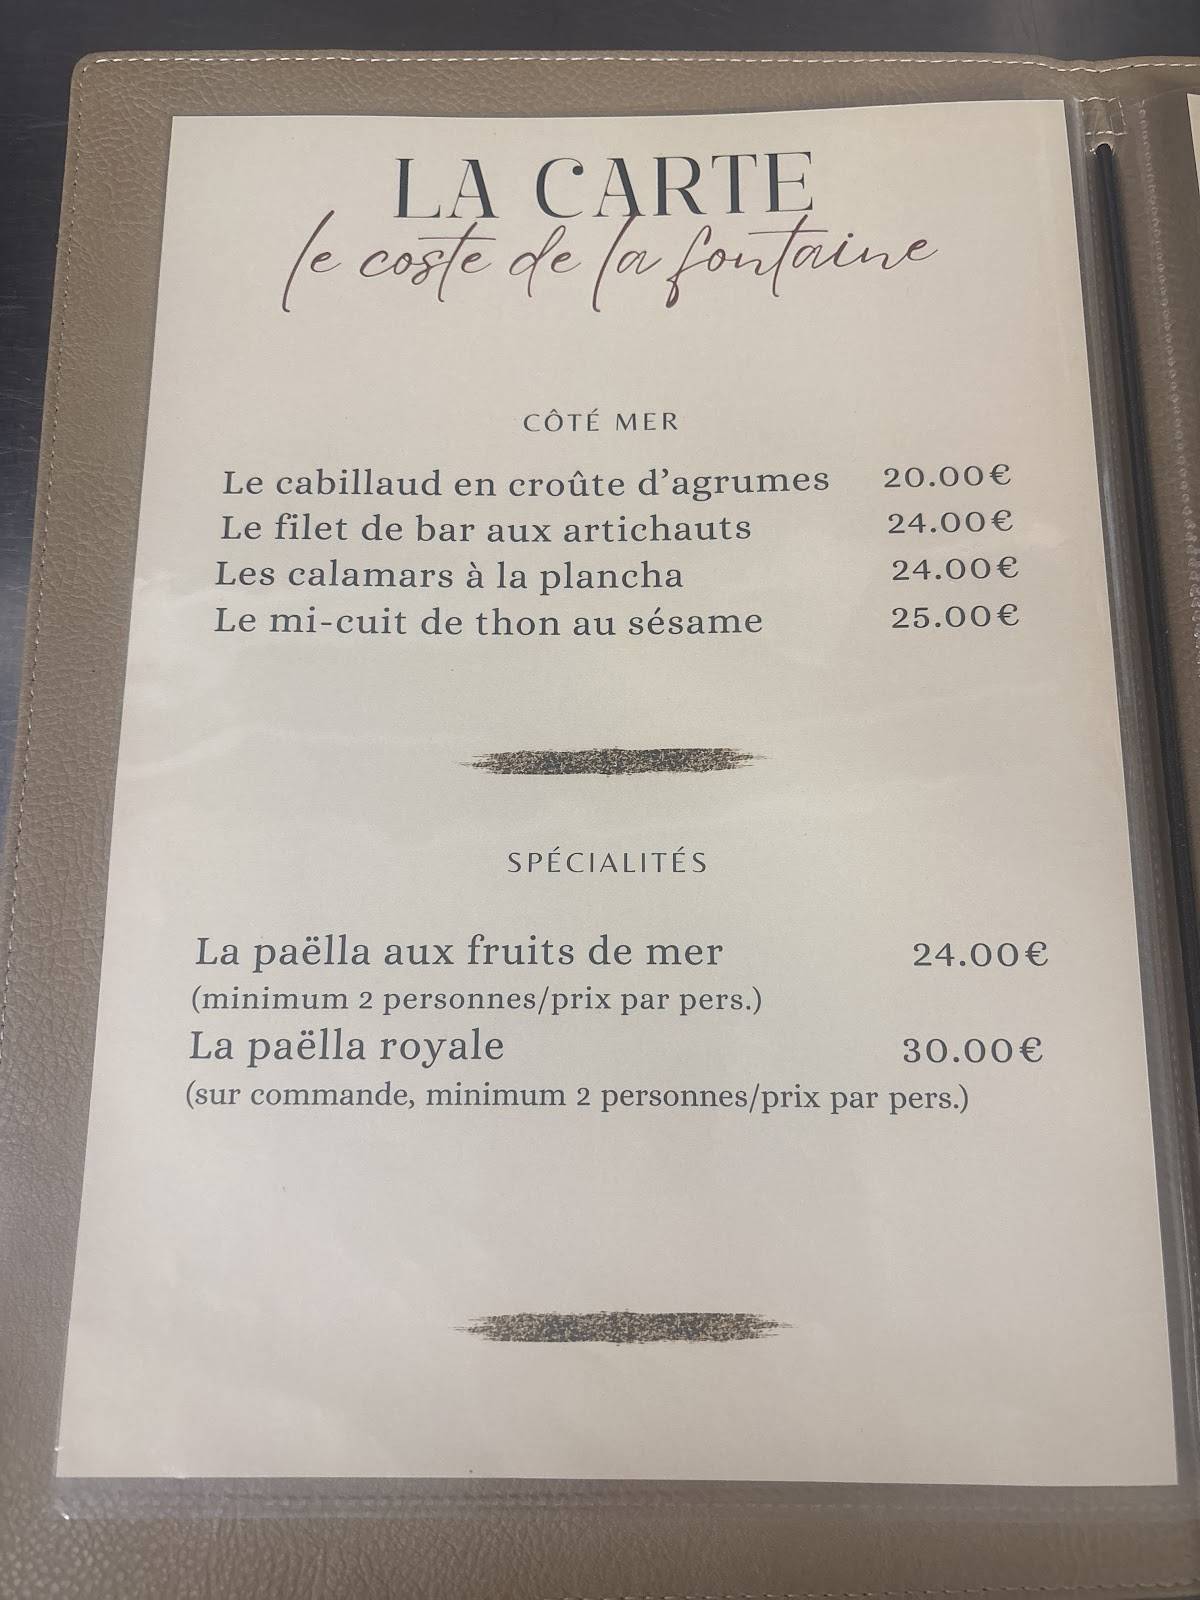 LA CARTE
le coste de la fontaine
CÔTÉ MER
Le cabillaud en croûte d'agrumes 20.00€
Le filet de bar aux artichauts 24.00€
Les calamars à la plancha 24.00€
Le mi-cuit de thon au sésame 25.00€
SPÉCIALITÉS
La paëlla aux fruits de mer 24.00€
(minimum 2 personnes/prix par pers.)
La paëlla royale 30.00€
(sur commande, minimum 2 personnes/prix par pers.)